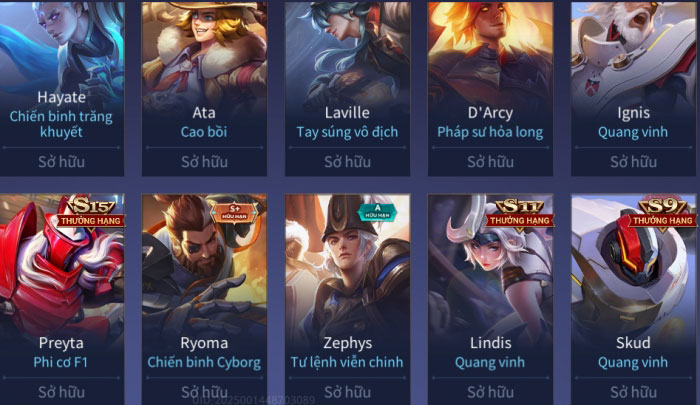 Hayate
Chiến binh trăng
khuyết
Sở hữu
Ata
Cao bồi
Sở hữu
Laville
Tay súng vô địch
Sở hữu
D'Arcy
Pháp sư hỏa long
Sở hữu
Ignis
Quang vinh
Sở hữu
S15
THƯỞNG HẠNG
Preyta
Phi cơ F1
Sở hữu
S+
HỮU HẠN
Ryoma
Chiến binh Cyborg
Sở hữu
A
HỮU HẠN
Zephys
Tư lệnh viễn chinh
Sở hữu
S11
THƯỞNG HẠNG
Lindis
Quang vinh
Sở hữu
S9
THƯỞNG HẠNG
Skud
Quang vinh
Sở hữu
UID: 2025001448703089